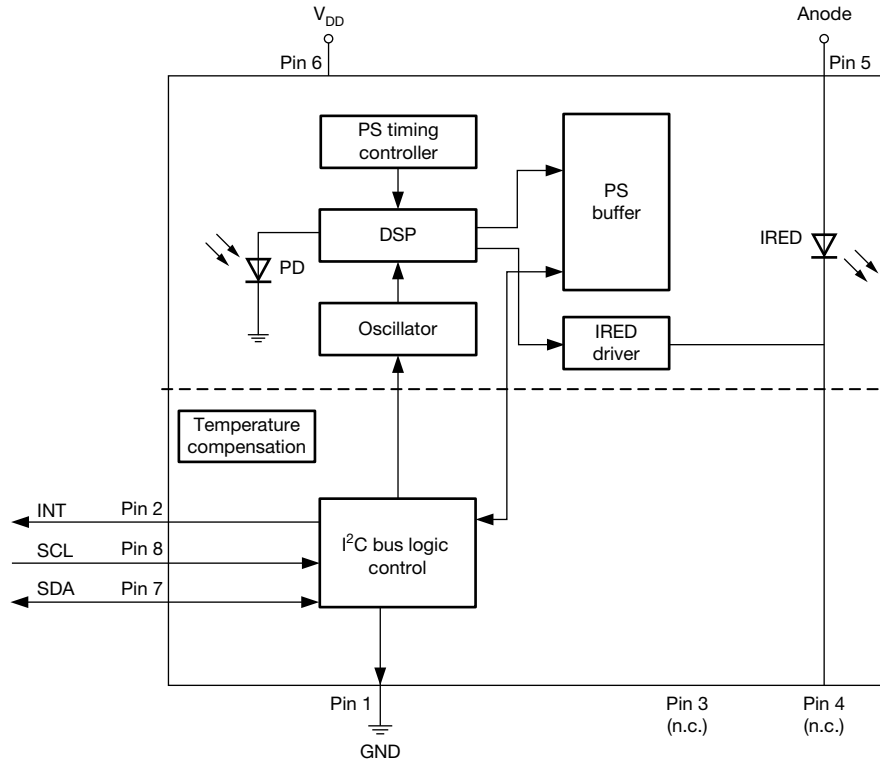 V_DD
Anode
Pin 6
Pin 5
PS timing
controller
PS
buffer
DSP
IRED
PD
Oscillator
IRED
driver
Temperature
compensation
INT
Pin 2
SCL
Pin 8
I²C bus logic
control
SDA
Pin 7
Pin 1
Pin 3
(n.c.)
Pin 4
(n.c.)
GND